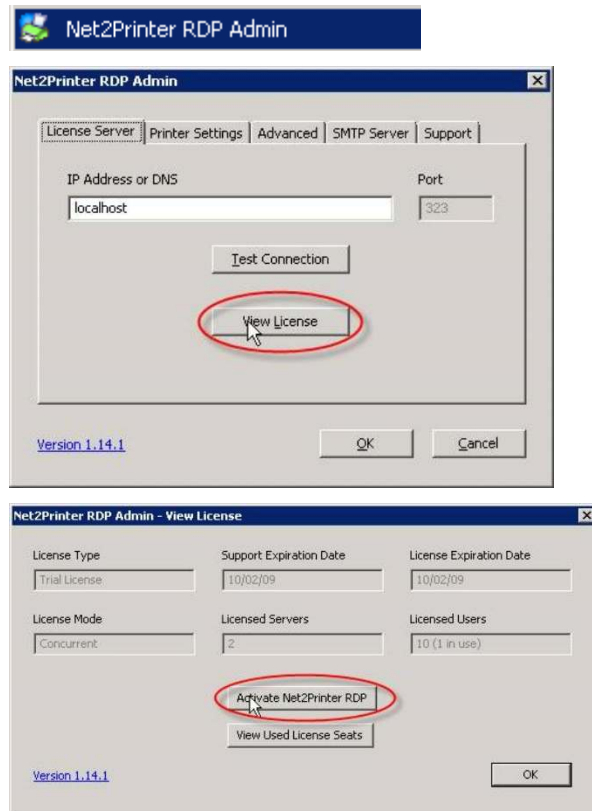 Net2Printer RDP Admin
Net2Printer RDP Admin
License Server Printer Settings Advanced SMTP Server Support
IP Address or DNS Port
localhost 323
Test Connection
View License
Version 1.14.1 OK Cancel
Net2Printer RDP Admin - View License
License Type Support Expiration Date License Expiration Date
Trial License 10/02/09 10/02/09
License Mode Licensed Servers Licensed Users
Concurrent 2 10 (1 in use)
Activate Net2Printer RDP
View Used License Seats
Version 1.14.1 OK